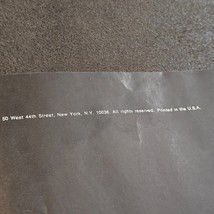 50 West 44th Street, New York, N.Y. 10036. All rights reserved. Printed in the U.S.A.